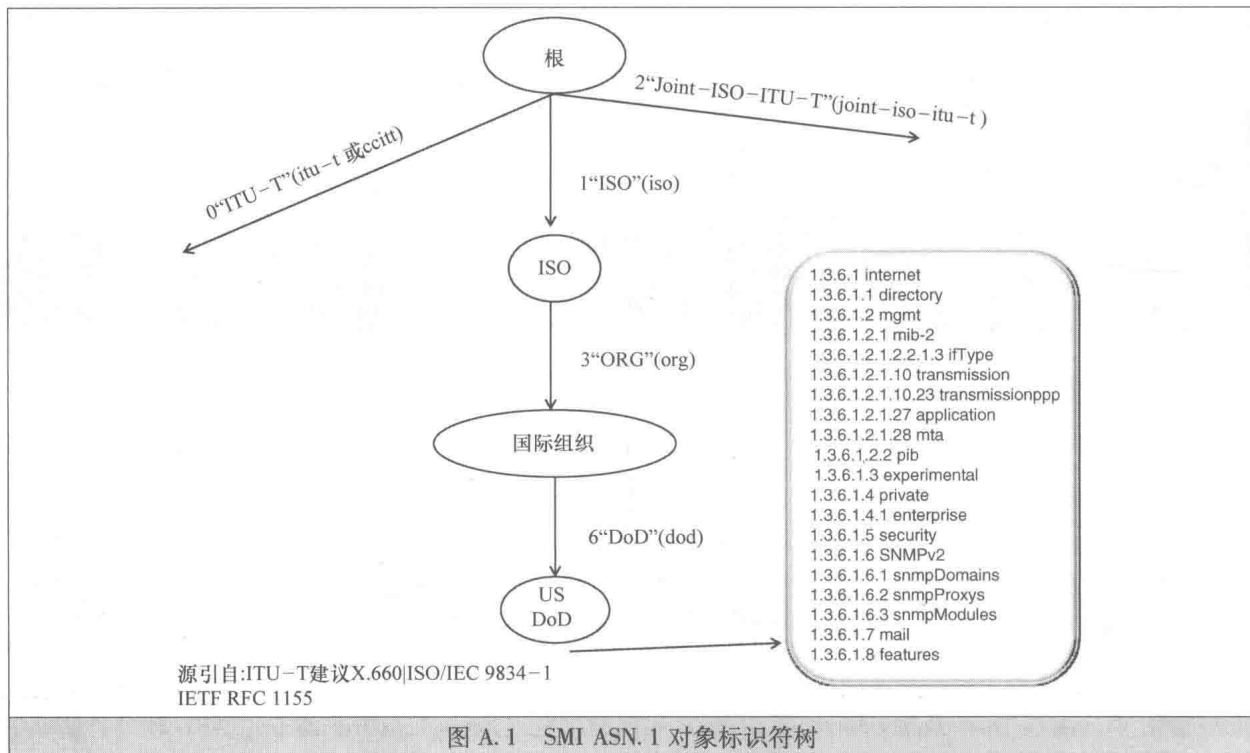 根
2“Joint-ISO-ITU-T”(joint-iso-itu-t)
0“ITU-T”(itu-t 或ccitt)
1“ISO”(iso)
ISO
3“ORG”(org)
国际组织
6“DoD”(dod)
US
DoD
1.3.6.1 internet
1.3.6.1.1 directory
1.3.6.1.2 mgmt
1.3.6.1.2.1 mib-2
1.3.6.1.2.1.2.2.1.3 ifType
1.3.6.1.2.1.10 transmission
1.3.6.1.2.1.10.23 transmissionppp
1.3.6.1.2.1.27 application
1.3.6.1.2.1.28 mta
1.3.6.1.2.2 pib
1.3.6.1.3 experimental
1.3.6.1.4 private
1.3.6.1.4.1 enterprise
1.3.6.1.5 security
1.3.6.1.6 SNMPv2
1.3.6.1.6.1 snmpDomains
1.3.6.1.6.2 snmpProxys
1.3.6.1.6.3 snmpModules
1.3.6.1.7 mail
1.3.6.1.8 features
源引自:ITU-T建议X.660|ISO/IEC 9834-1
IETF RFC 1155
图 A.1 SMI ASN.1 对象标识符树